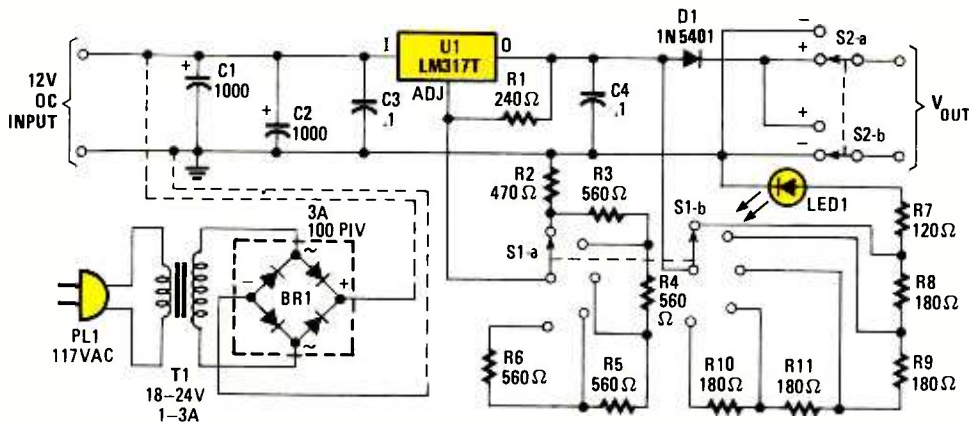 12V
OC
INPUT
+
C1
1000
+
C2
1000
C3
.1
I
U1
LM317T
O
ADJ
R1
240Ω
C4
.1
D1
1N5401
−
+
S2-a
+
−
S2-b
V OUT
R2
470Ω
R3
560Ω
S1-a
S1-b
LED1
R4
560
Ω
R5
560Ω
R6
560Ω
R7
120Ω
R8
180Ω
R9
180Ω
R10
180Ω
R11
180Ω
PL1
117VAC
T1
18–24V
1–3A
3A
100 PIV
~
−
BR1
+
~